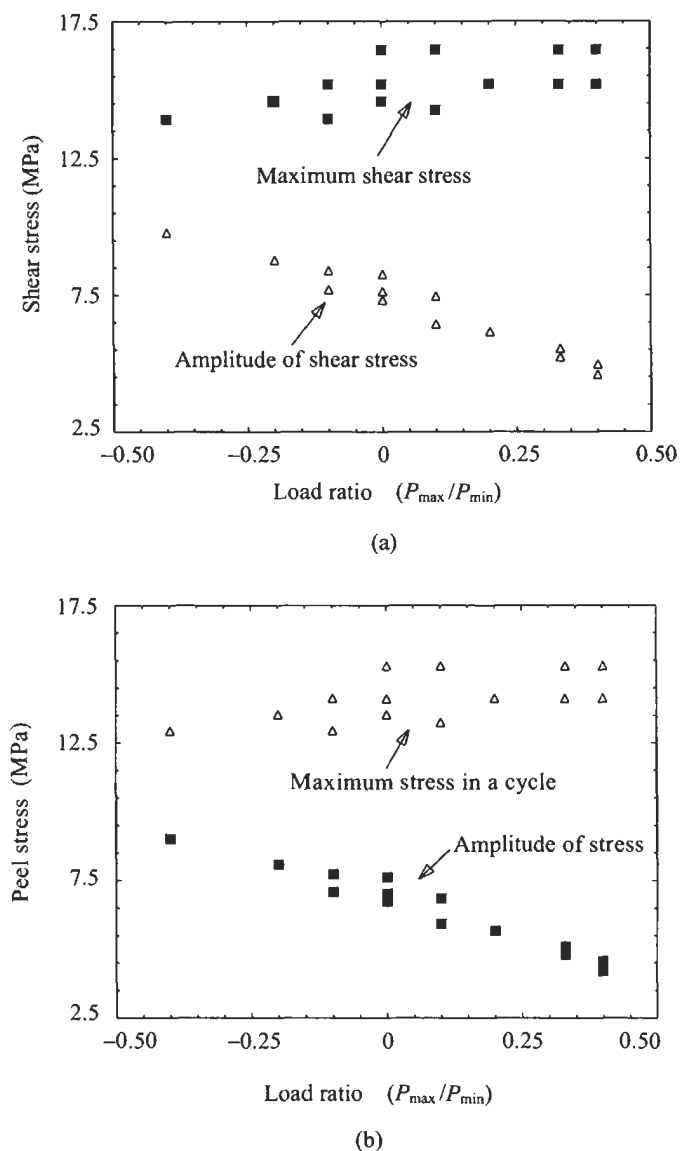 17.5
12.5
7.5
2.5
Shear stress (MPa)
Maximum shear stress
Amplitude of shear stress
−0.50 −0.25 0 0.25 0.50
Load ratio (Pmax/Pmin)
(a)
17.5
12.5
7.5
2.5
Peel stress (MPa)
Maximum stress in a cycle
Amplitude of stress
−0.50 −0.25 0 0.25 0.50
Load ratio (Pmax/Pmin)
(b)